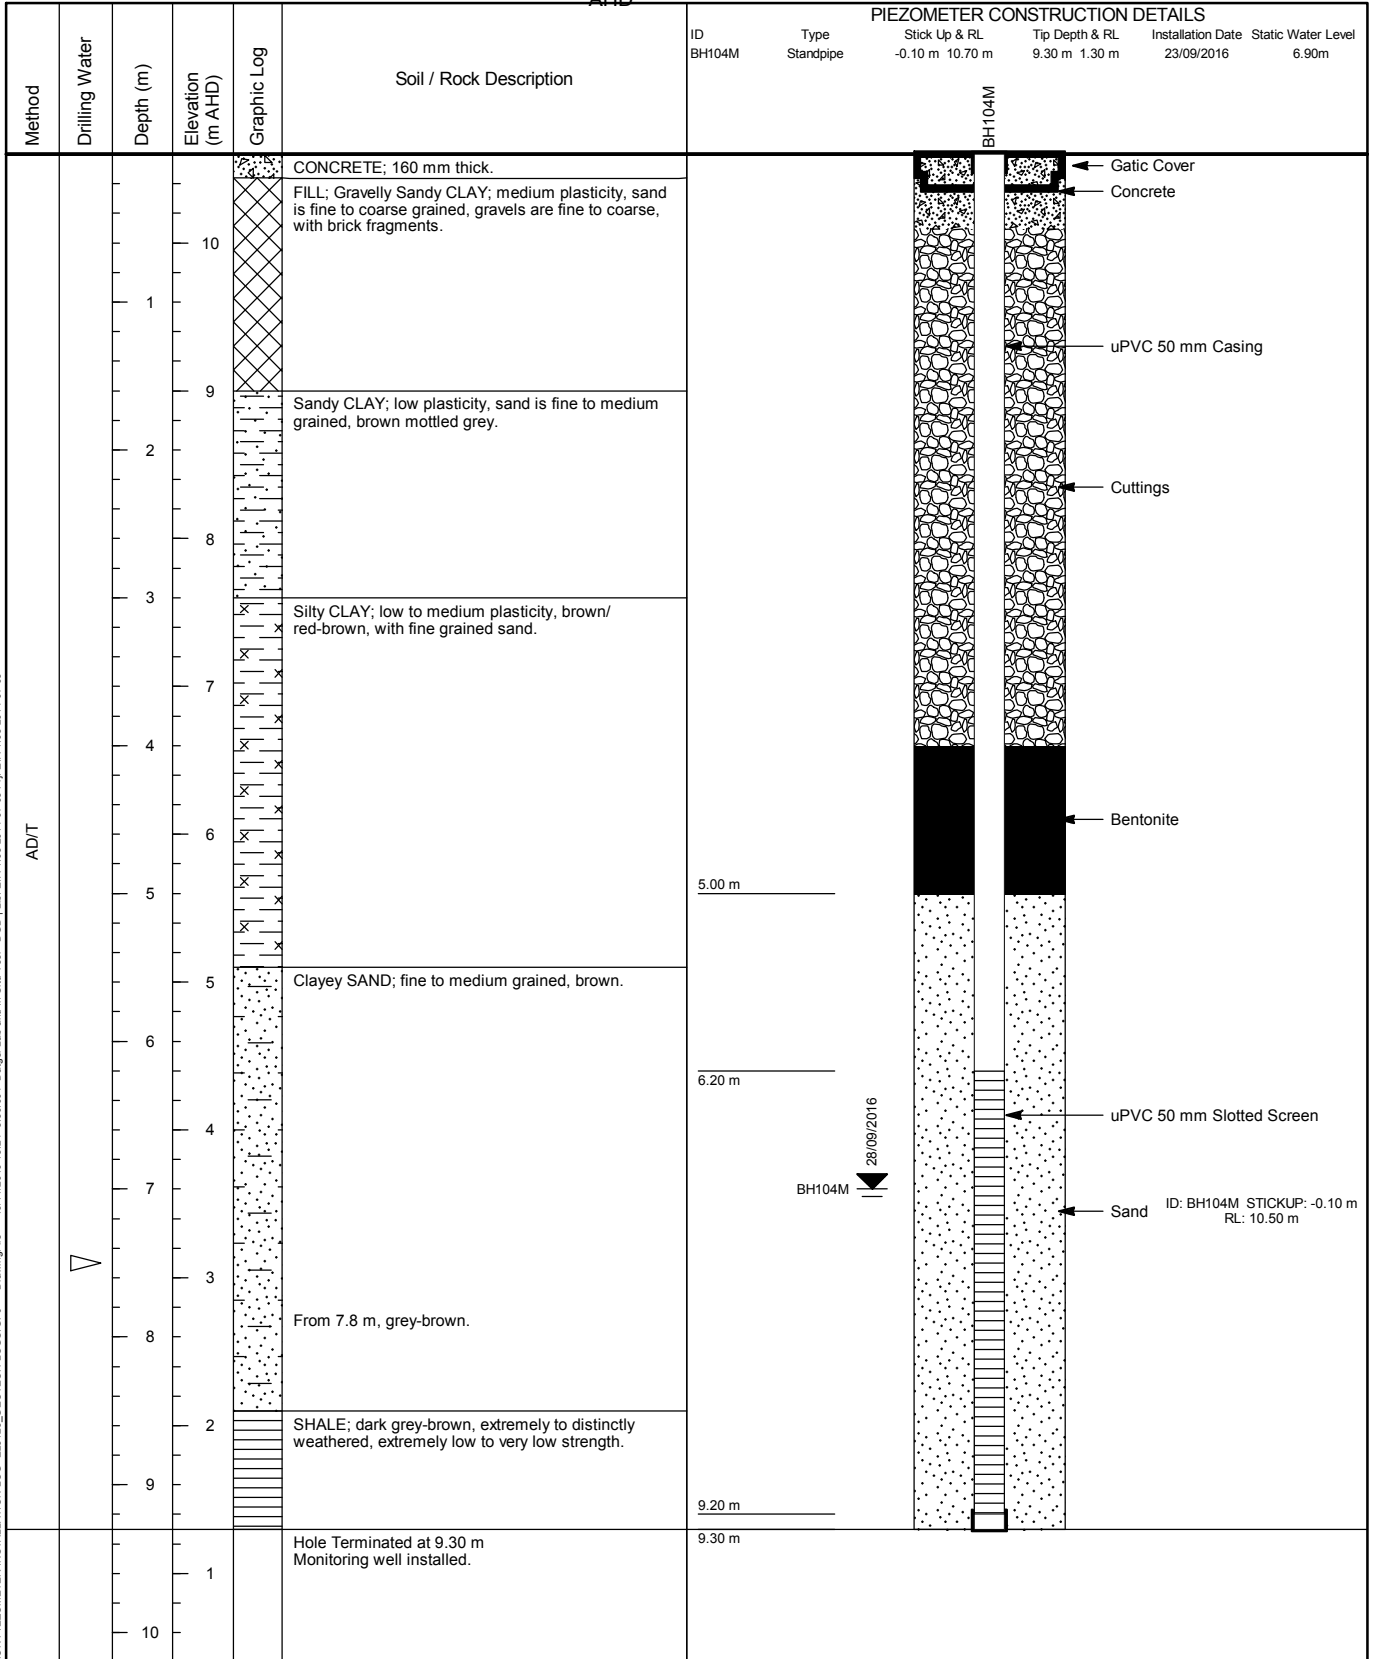 PIEZOMETER CONSTRUCTION DETAILS
ID Type Stick Up & RL Tip Depth & RL Installation Date Static Water Level
BH104M Standpipe -0.10 m 10.70 m 9.30 m 1.30 m 23/09/2016 6.90m
Method
Drilling Water
Depth (m)
Elevation
(m AHD)
Graphic Log
Soil / Rock Description
BH104M
CONCRETE; 160 mm thick.
Gatic Cover
FILL; Gravelly Sandy CLAY; medium plasticity, sand
is fine to coarse grained, gravels are fine to coarse,
with brick fragments.
Concrete
10
1
uPVC 50 mm Casing
9
Sandy CLAY; low plasticity, sand is fine to medium
grained, brown mottled grey.
2
Cuttings
8
3
Silty CLAY; low to medium plasticity, brown/
red-brown, with fine grained sand.
7
4
AD/T
6
Bentonite
5
5.00 m
5
Clayey SAND; fine to medium grained, brown.
6
6.20 m
4
uPVC 50 mm Slotted Screen
28/09/2016
7
BH104M
Sand
ID: BH104M STICKUP: -0.10 m
RL: 10.50 m
3
From 7.8 m, grey-brown.
8
2
SHALE; dark grey-brown, extremely to distinctly
weathered, extremely low to very low strength.
9
9.20 m
Hole Terminated at 9.30 m
Monitoring well installed.
9.30 m
1
10